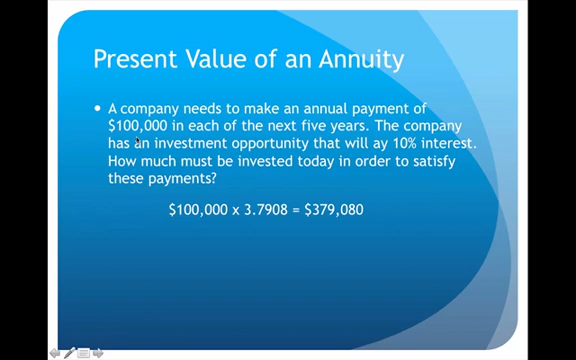 Present Value of an Annuity
• A company needs to make an annual payment of
$100,000 in each of the next five years. The company
has an investment opportunity that will ay 10% interest.
How much must be invested today in order to satisfy
these payments?
$100,000 x 3.7908 = $379,080